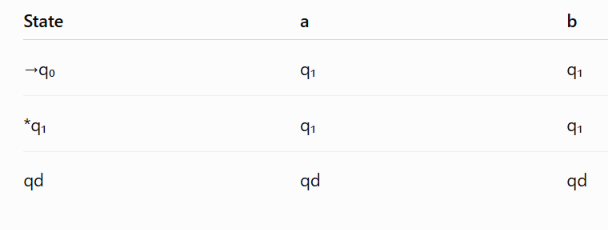 State a b
→q₀ q₁ q₁
*q₁ q₁ q₁
qd qd qd